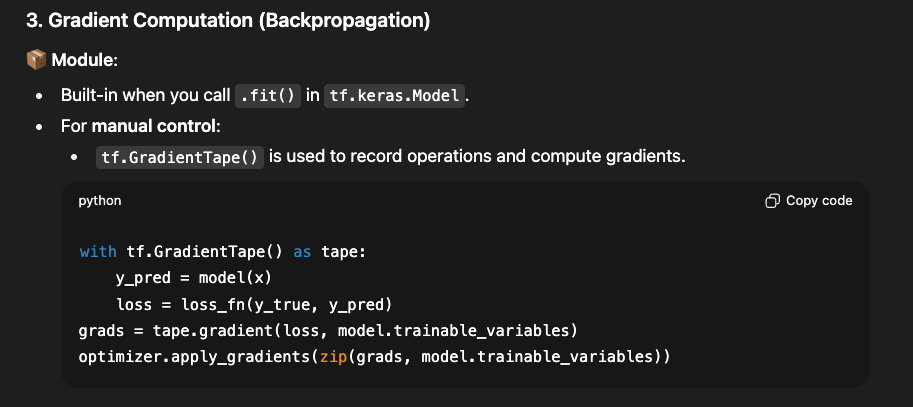 3. Gradient Computation (Backpropagation)
📦 Module:
• Built-in when you call .fit() in tf.keras.Model.
• For manual control:
• tf.GradientTape() is used to record operations and compute gradients.
python
Copy code
with tf.GradientTape() as tape:
    y_pred = model(x)
    loss = loss_fn(y_true, y_pred)
grads = tape.gradient(loss, model.trainable_variables)
optimizer.apply_gradients(zip(grads, model.trainable_variables))